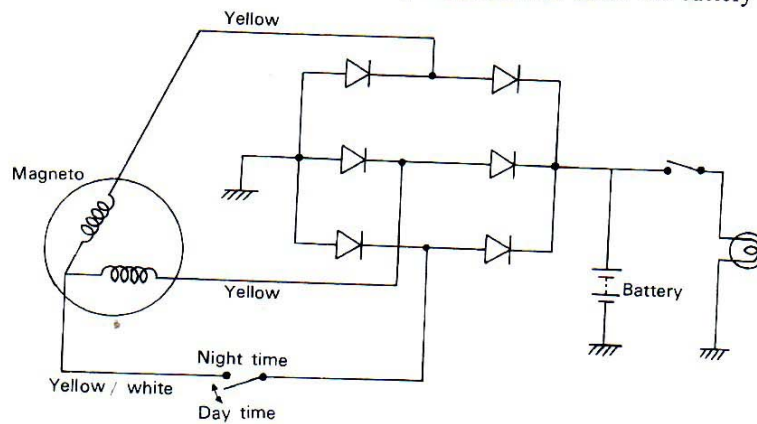 Yellow
Magneto
Yellow
Battery
Night time
Yellow / white
Day time